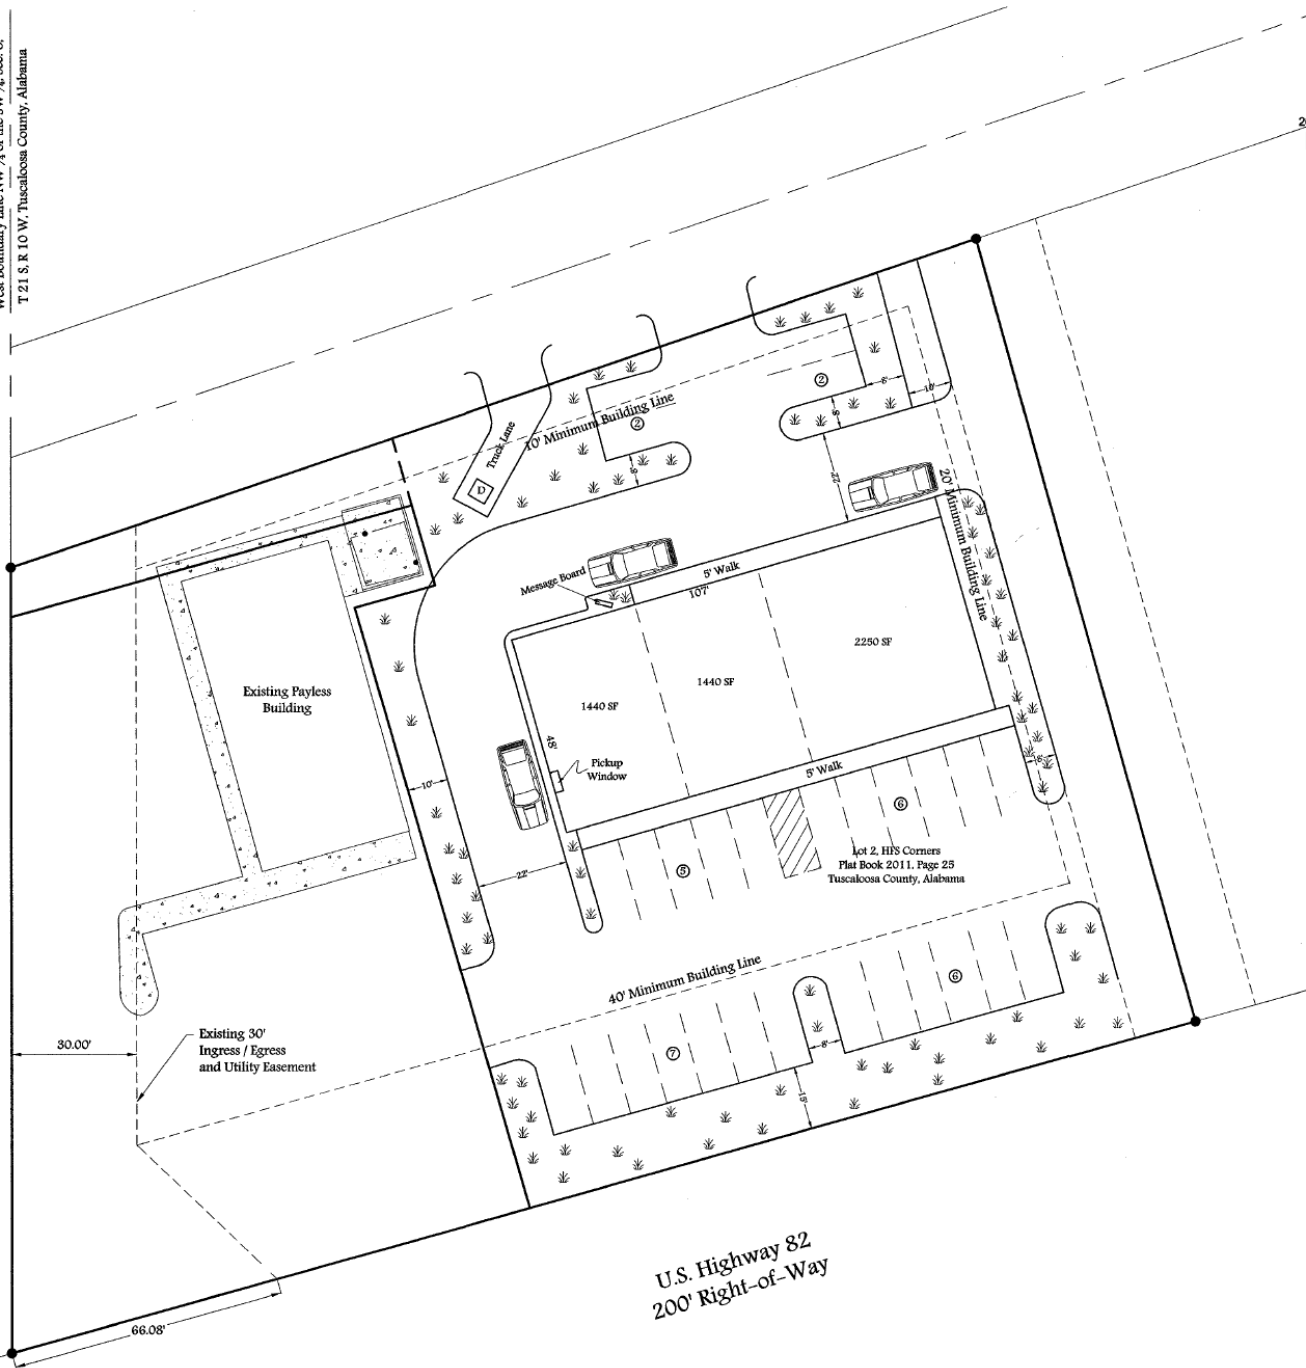 T 21 S, R 10 W, Tuscaloosa County, Alabama
2
10'
8'
Truck Lane
10' Minimum Building Line
2
8'
8'
D
22'
20' Minimum Building Line
5' Walk
Message Board
107'
2250 SF
1440 SF
Existing Payless
Building
1440 SF
48'
Pickup
Window
5' Walk
8'
10'
6
Lot 2, HFS Corners
Plat Book 2011, Page 25
Tuscaloosa County, Alabama
5
22'
40' Minimum Building Line
6
Existing 30'
Ingress / Egress
and Utility Easement
30.00'
7
8'
15'
U.S. Highway 82
200' Right-of-Way
66.08'